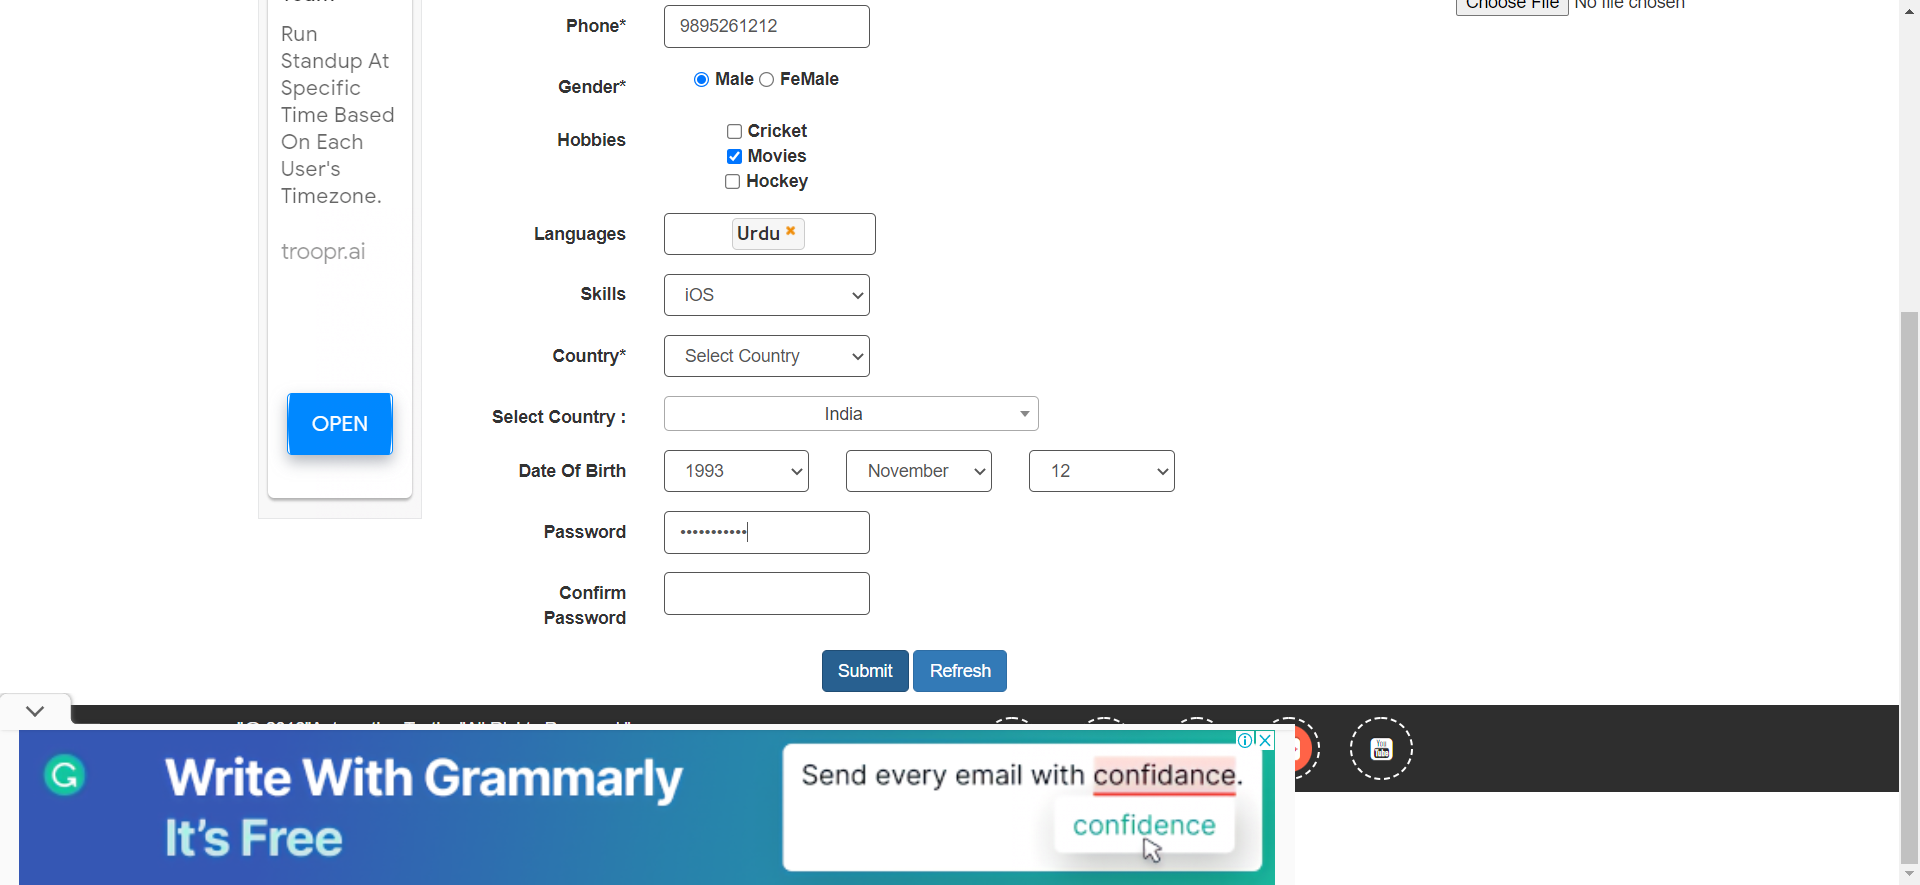 Run
Standup At
Specific
Time Based
On Each
User's
Timezone.
troopr.ai
OPEN
Choose File No file chosen
Phone* 9895261212
Gender* Male FeMale
Hobbies Cricket
Movies
Hockey
Languages Urdu
Skills iOS
Country* Select Country
Select Country : India
Date Of Birth 1993 November 12
Password •••••••••••
Confirm
Password
Submit Refresh
You
Tube
Write With Grammarly
It's Free
Send every email with confidance.
confidence